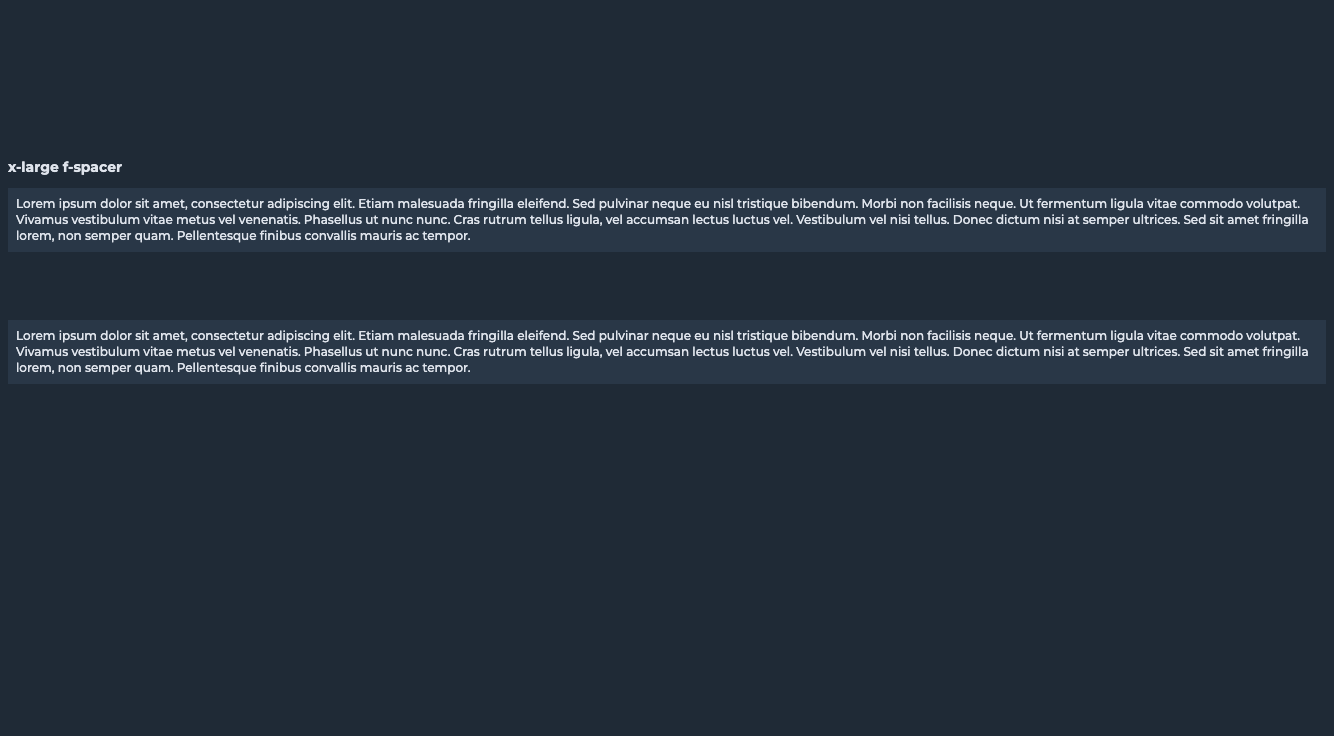 x-large f-spacer
Lorem ipsum dolor sit amet, consectetur adipiscing elit. Etiam malesuada fringilla eleifend. Sed pulvinar neque eu nisl tristique bibendum. Morbi non facilisis neque. Ut fermentum ligula vitae commodo volutpat.
Vivamus vestibulum vitae metus vel venenatis. Phasellus ut nunc nunc. Cras rutrum tellus ligula, vel accumsan lectus luctus vel. Vestibulum vel nisi tellus. Donec dictum nisi at semper ultrices. Sed sit amet fringilla
lorem, non semper quam. Pellentesque finibus convallis mauris ac tempor.
Lorem ipsum dolor sit amet, consectetur adipiscing elit. Etiam malesuada fringilla eleifend. Sed pulvinar neque eu nisl tristique bibendum. Morbi non facilisis neque. Ut fermentum ligula vitae commodo volutpat.
Vivamus vestibulum vitae metus vel venenatis. Phasellus ut nunc nunc. Cras rutrum tellus ligula, vel accumsan lectus luctus vel. Vestibulum vel nisi tellus. Donec dictum nisi at semper ultrices. Sed sit amet fringilla
lorem, non semper quam. Pellentesque finibus convallis mauris ac tempor.